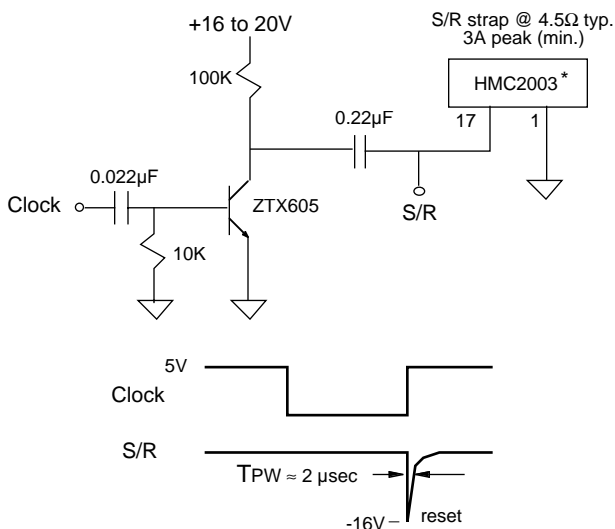 +16 to 20V
S/R strap @ 4.5Ω typ.
3A peak (min.)
100K
HMC2003*
0.22µF
17
1
0.022µF
Clock
ZTX605
S/R
10K
5V
Clock
S/R
TPW ≈ 2 µsec
-16V
reset